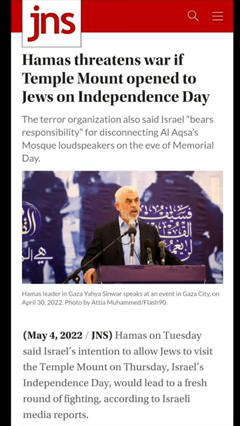 jns
Hamas threatens war if
Temple Mount opened to
Jews on Independence Day
The terror organization also said Israel “bears
responsibility” for disconnecting Al Aqsa’s
Mosque loudspeakers on the eve of Memorial
Day.
Hamas leader in Gaza Yahya Sinwar speaks at an event in Gaza City, on
April 30, 2022. Photo by Attia Muhammed/Flash90.
(May 4, 2022 / JNS) Hamas on Tuesday
said Israel’s intention to allow Jews to visit
the Temple Mount on Thursday, Israel’s
Independence Day, would lead to a fresh
round of fighting, according to Israeli
media reports.